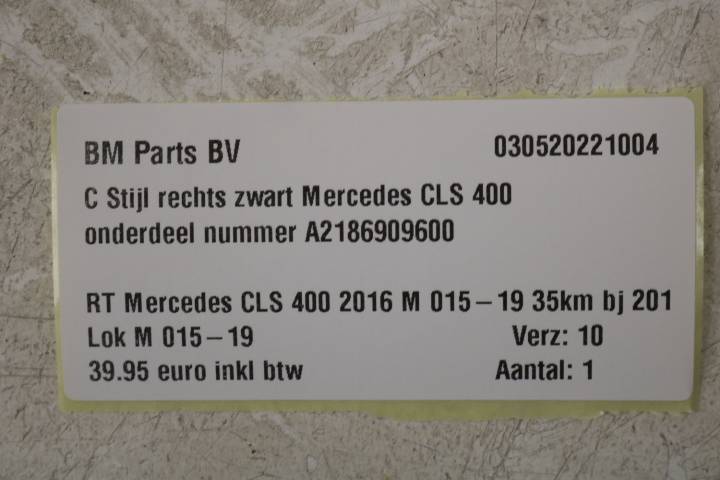 BM Parts BV 030520221004
C Stijl rechts zwart Mercedes CLS 400
onderdeel nummer A2186909600
RT Mercedes CLS 400 2016 M 015-19 35km bj 201
Lok M 015-19 Verz: 10
39.95 euro inkl btw Aantal: 1